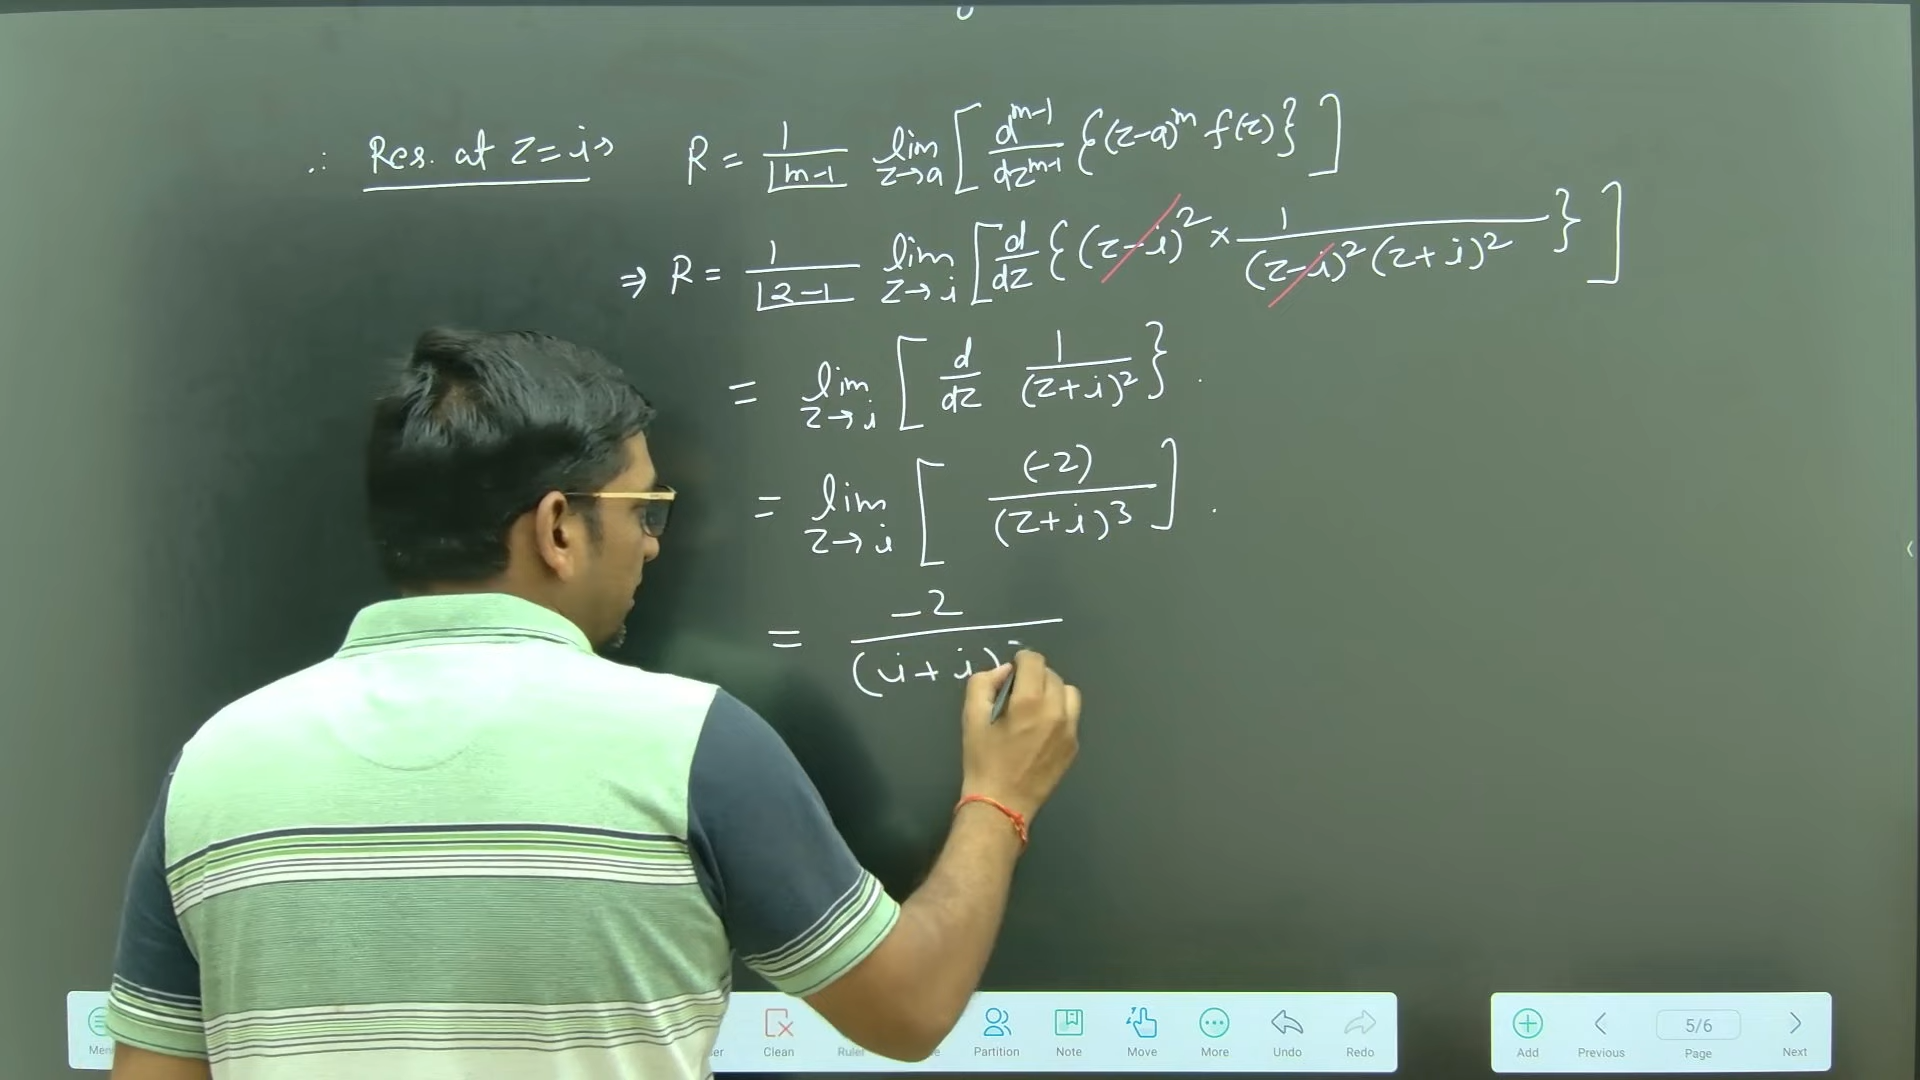 ∴ Res. at z=i→ R = 1/|m-1 lim z→a [ d^m-1/dz^m-1 {(z-a)^m f(z)} ]
⇒ R = 1/|2-1 lim z→i [ d/dz { (z-i)^2 × 1/(z-i)^2 (z+i)^2 } ]
= lim z→i [ d/dz 1/(z+i)^2 } .
= lim z→i [ (-2)/(z+i)^3 ] .
= -2/(i+i)
Clean
Partition
Note
Move
More
Undo
Redo
Add
Previous
5/6
Page
Next